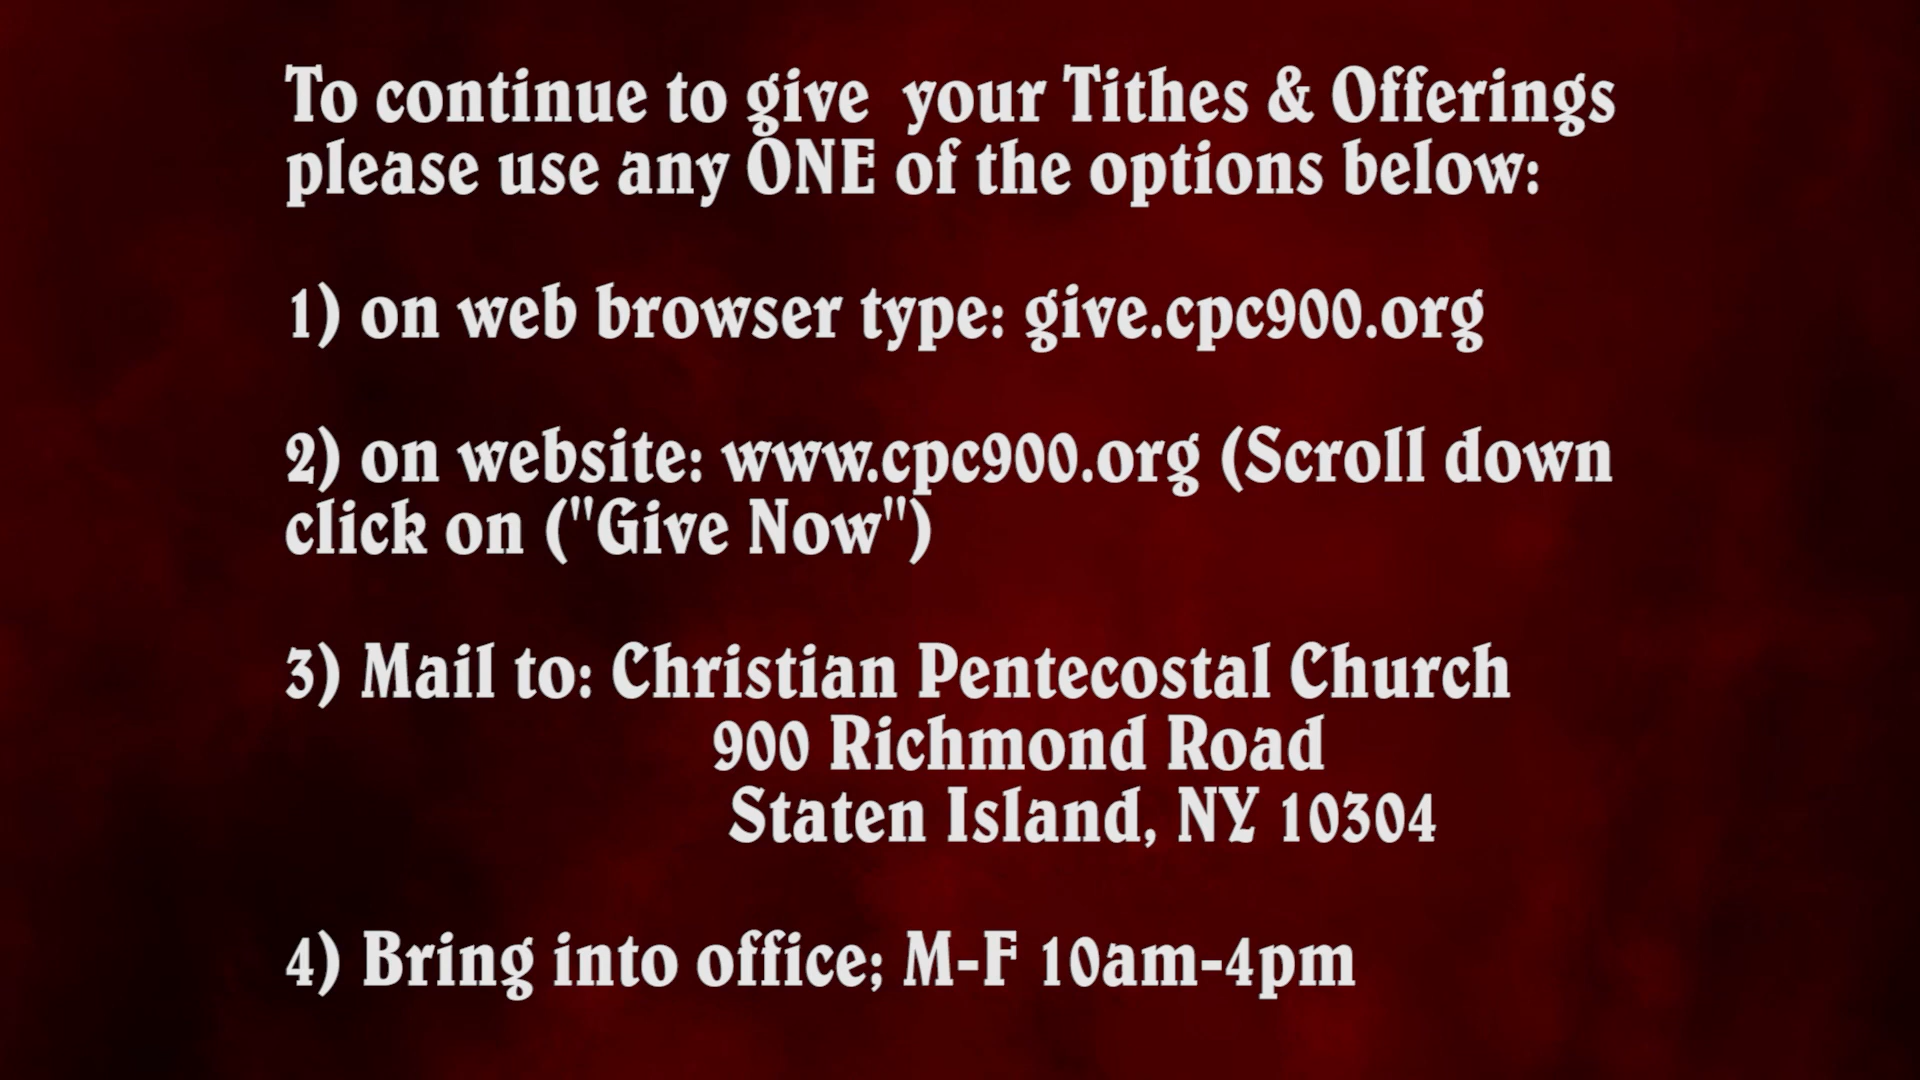 To continue to give  your Tithes & Offerings
please use any ONE of the options below:
1) on web browser type: give.cpc900.org
2) on website: www.cpc900.org (Scroll down
click on ("Give Now")
3) Mail to: Christian Pentecostal Church
900 Richmond Road
Staten Island, NY 10304
4) Bring into office; M-F 10am-4pm